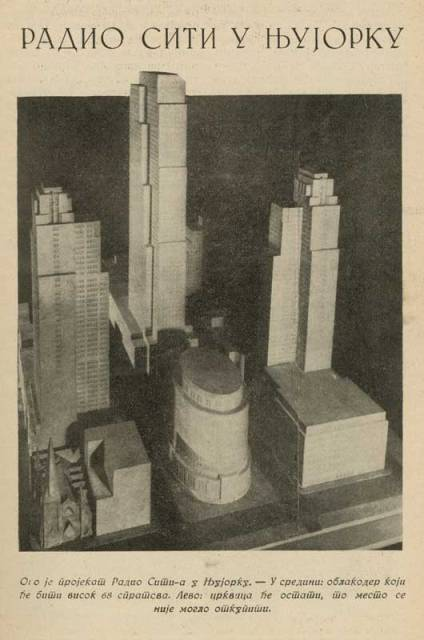 РАДИО СИТИ У ЊУЈОРКУ
Ово је пројекат Радио Сити-а у Њујорку. — У средини: облакодер који
ће бити висок 68 спратова. Лево: црквица ће остати, то место се
није могло откупити.